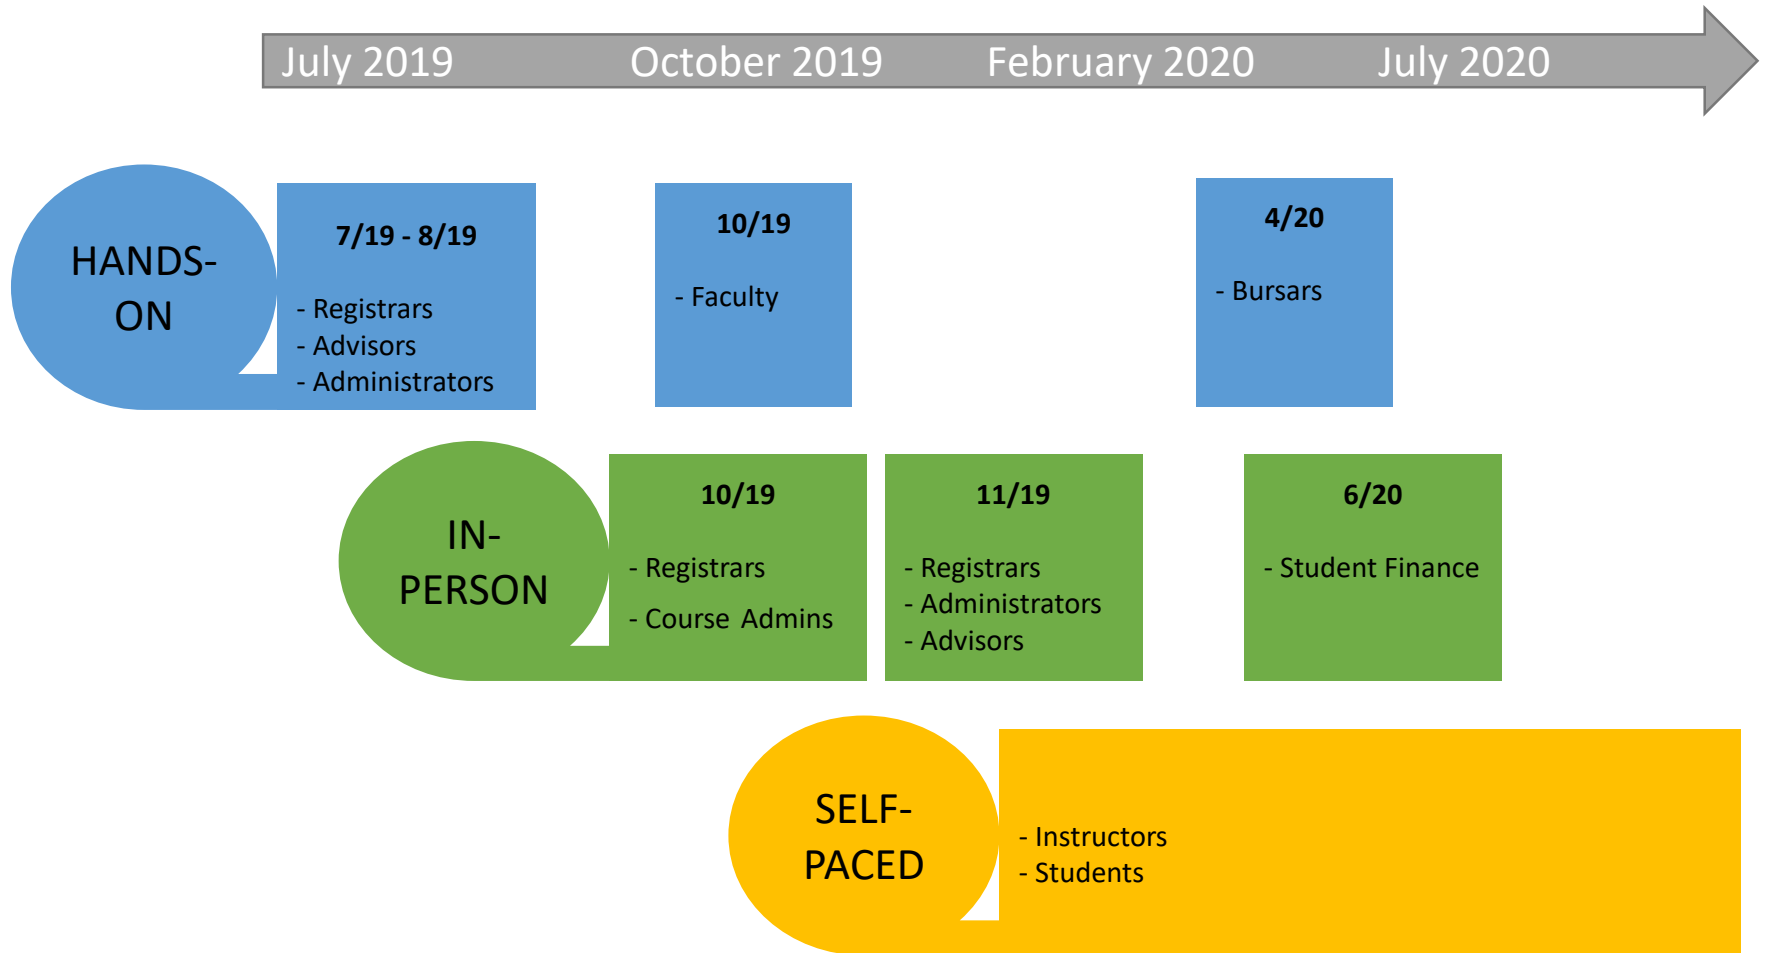 July 2019
October 2019
February 2020
July 2020
HANDS-
ON
7/19 - 8/19
- Registrars
- Advisors
- Administrators
10/19
- Faculty
4/20
- Bursars
IN-
PERSON
10/19
- Registrars
- Course Admins
11/19
- Registrars
- Administrators
- Advisors
6/20
- Student Finance
SELF-
PACED
- Instructors
- Students